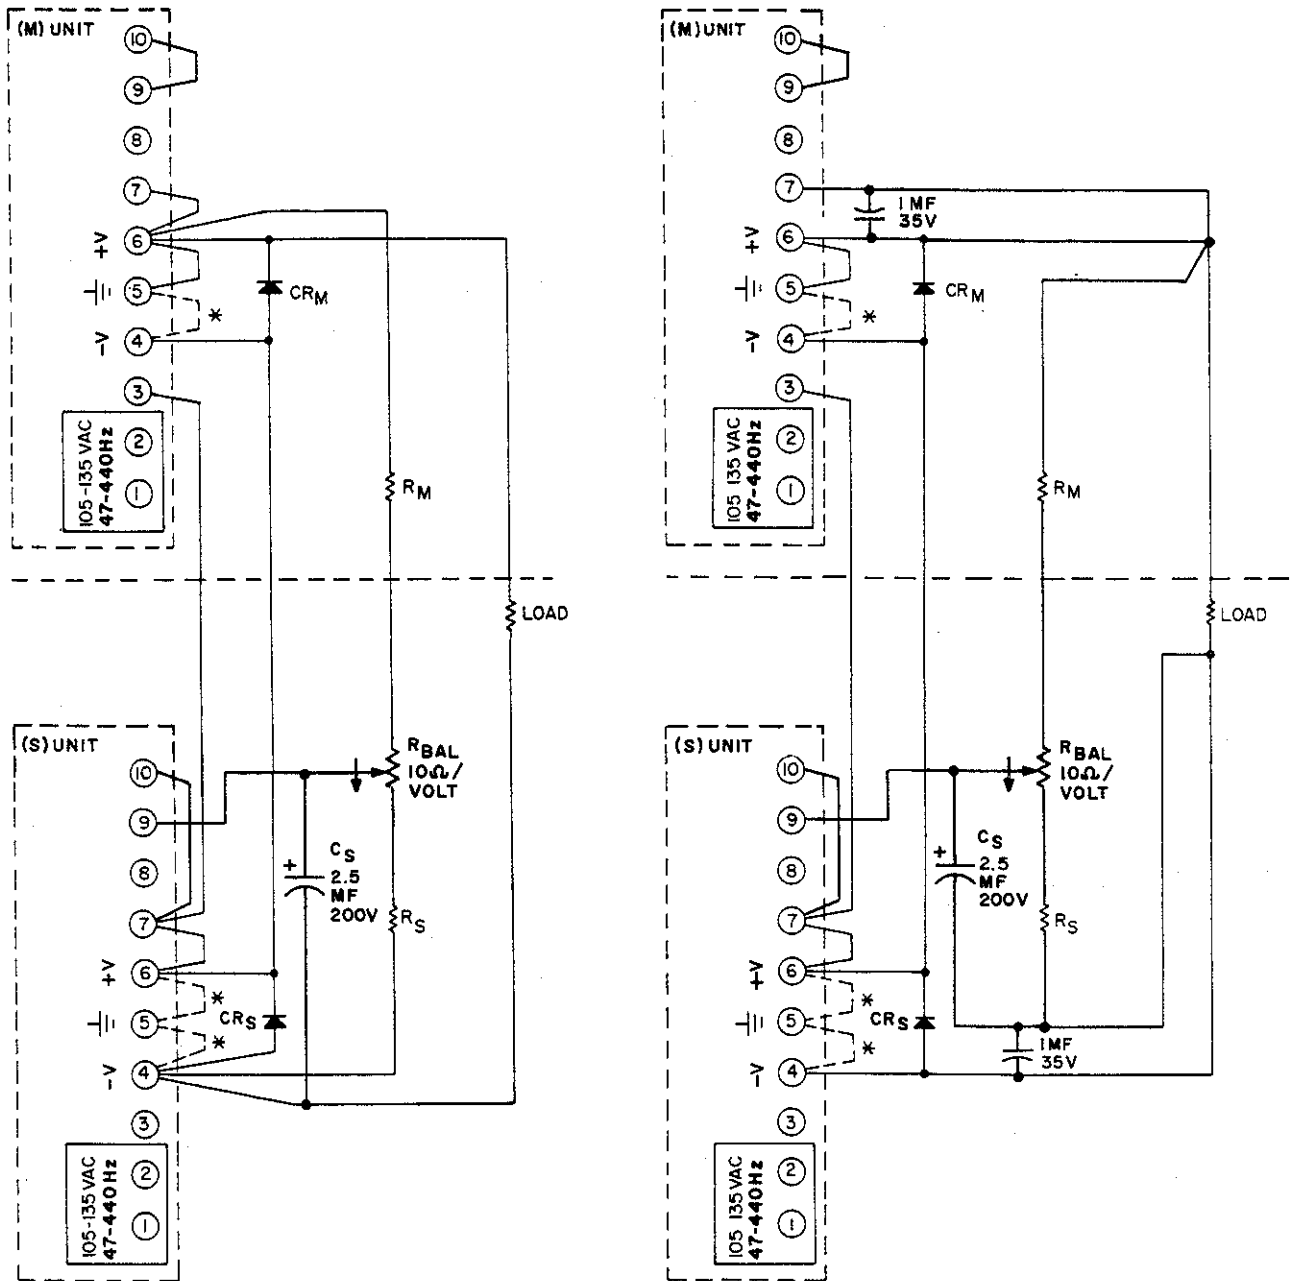 (M) UNIT
10
9
8
7
+V 6
5
*
-V 4
3
105-135 VAC
47-440Hz
2
1
CRM
RM
LOAD
(S) UNIT
10
9
8
7
+V 6
*
5
*
-V 4
3
105-135 VAC
47-440Hz
2
1
RBAL
10Ω/
VOLT
+
CS
2.5
MF
200V
RS
CRS
(M) UNIT
10
9
8
7
1 MF
35V
+V 6
5
*
-V 4
3
105 135 VAC
47-440Hz
2
1
CRM
RM
LOAD
(S) UNIT
10
9
8
7
+V 6
*
5
*
-V 4
3
105 135 VAC
47-440Hz
2
1
RBAL
10Ω/
VOLT
+
CS
2.5
MF
200V
RS
CRS
1 MF
35V